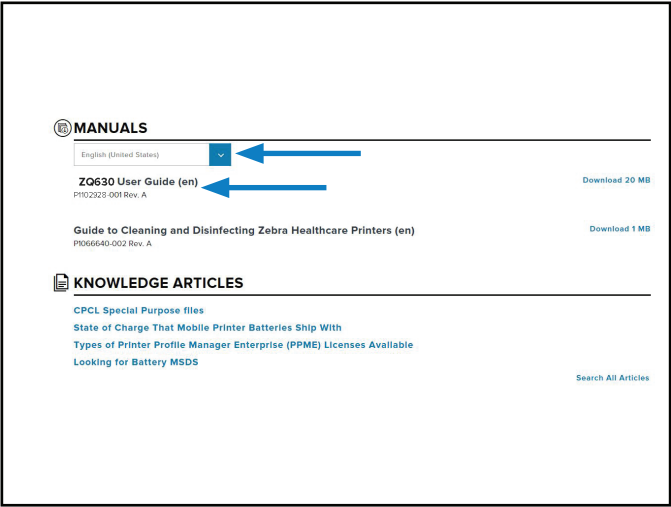 MANUALS
English (United States)
ZQ630 User Guide (en)
Download 20 MB
P1102928-001 Rev. A
Guide to Cleaning and Disinfecting Zebra Healthcare Printers (en)
Download 1 MB
P1066640-002 Rev. A
KNOWLEDGE ARTICLES
CPCL Special Purpose files
State of Charge That Mobile Printer Batteries Ship With
Types of Printer Profile Manager Enterprise (PPME) Licenses Available
Looking for Battery MSDS
Search All Articles